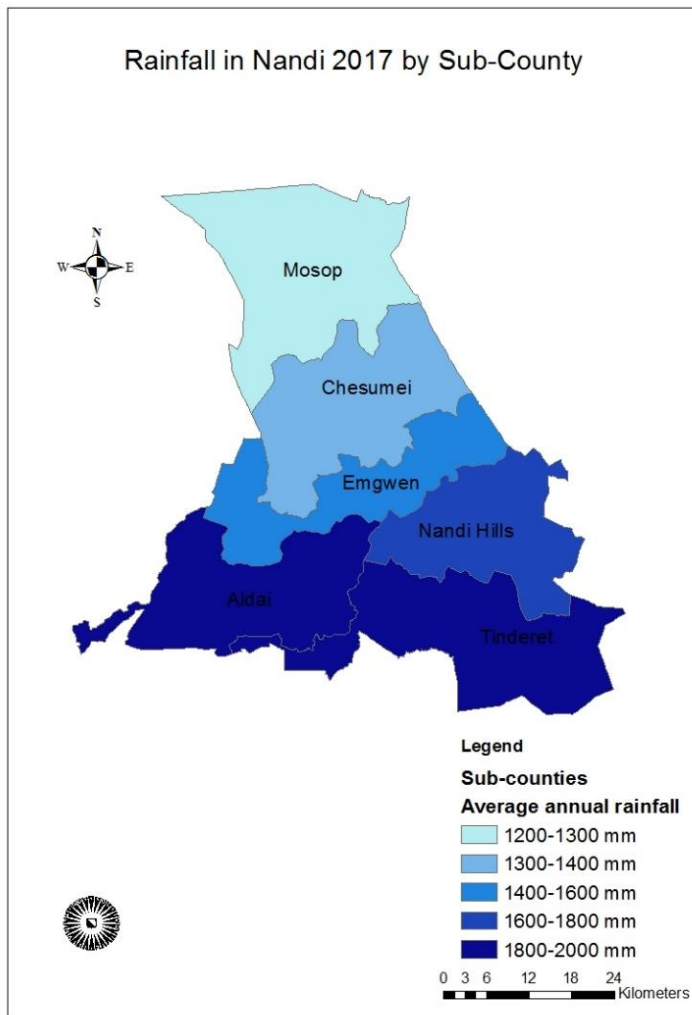 Rainfall in Nandi 2017 by Sub-County
N
W E
S
Mosop
Chesumei
Emgwen
Nandi Hills
Aldai
Tinderet
Legend
Sub-counties
Average annual rainfall
1200-1300 mm
1300-1400 mm
1400-1600 mm
1600-1800 mm
1800-2000 mm
0 3 6 12 18 24
Kilometers